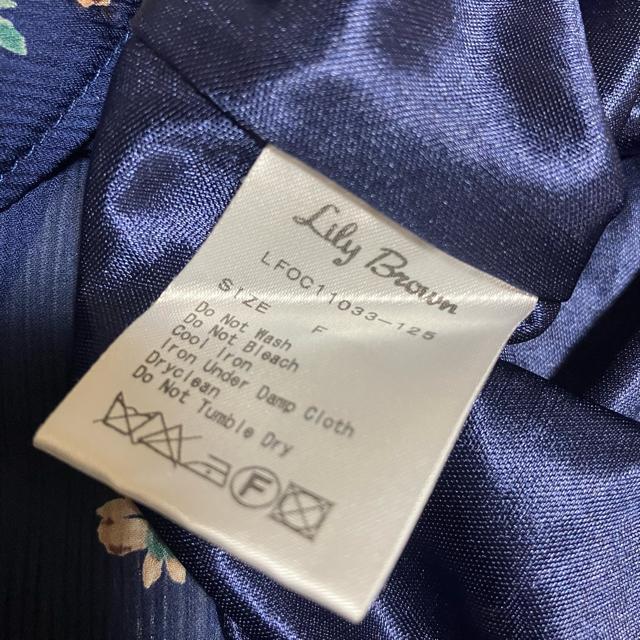 Lily Brown
LFOC11033-125
SIZE F
Do Not Wash
Do Not Bleach
Cool Iron
Iron Under Damp Cloth
Dryclean
Do Not Tumble Dry
F